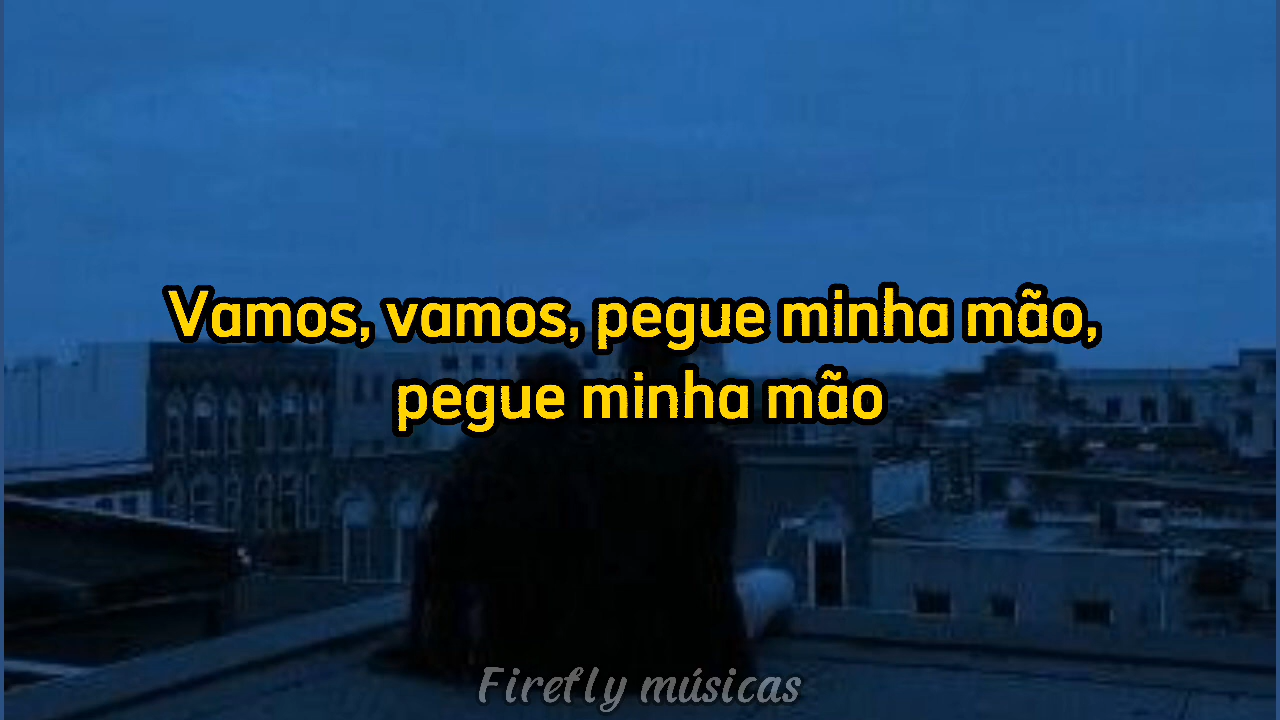 Vamos, vamos, pegue minha mão,
pegue minha mão
Firefly músicas